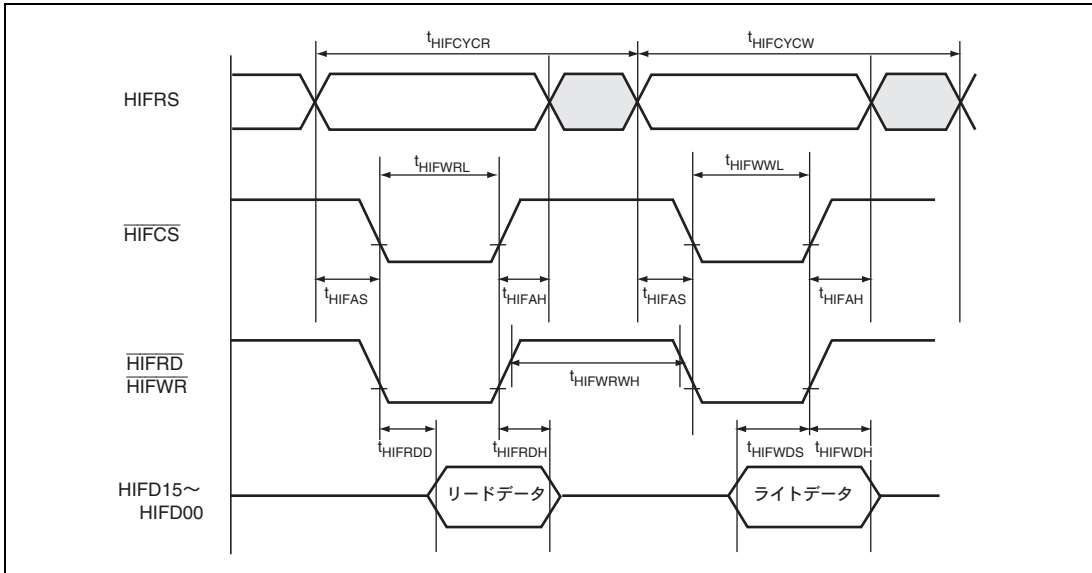 tHIFCYCR tHIFCYCW
HIFRS
tHIFWRL tHIFWWL
HIFCS
tHIFAS tHIFAH tHIFAS tHIFAH
HIFRD
HIFWR
tHIFWRWH
tHIFRDD tHIFRDH tHIFWDS tHIFWDH
HIFD15～
HIFD00
リードデータ ライトデータ